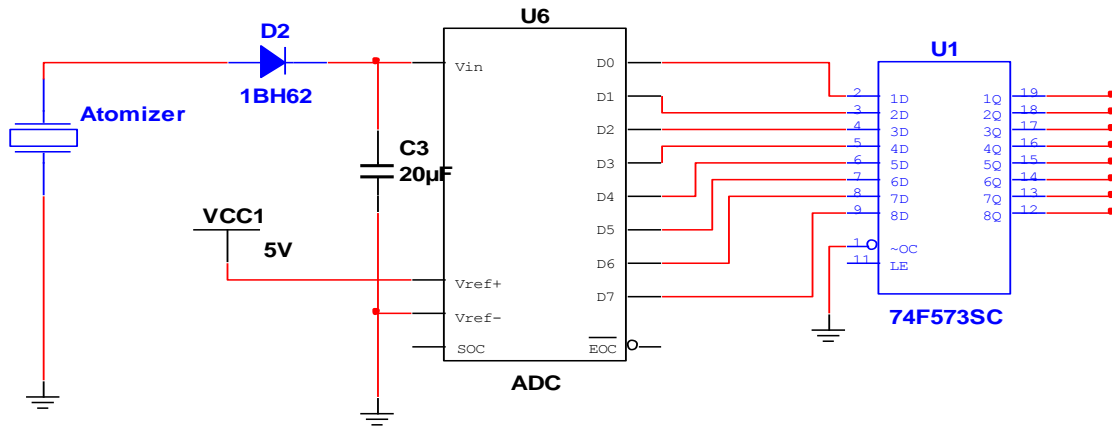 U6
D2
1BH62
Atomizer
C3
20µF
VCC1
5V
Vin
Vref+
Vref-
SOC
D0
D1
D2
D3
D4
D5
D6
D7
EOC
ADC
U1
2 1D 1Q 19
3 2D 2Q 18
4 3D 3Q 17
5 4D 4Q 16
6 5D 5Q 15
7 6D 6Q 14
8 7D 7Q 13
9 8D 8Q 12
1 ~OC
11 LE
74F573SC